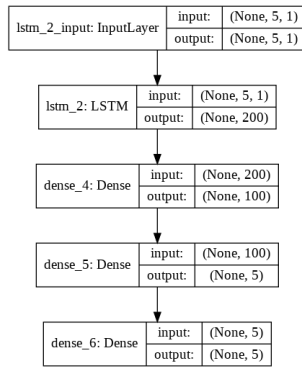 lstm_2_input: InputLayer
input: (None, 5, 1)
output: (None, 5, 1)
lstm_2: LSTM
input: (None, 5, 1)
output: (None, 200)
dense_4: Dense
input: (None, 200)
output: (None, 100)
dense_5: Dense
input: (None, 100)
output: (None, 5)
dense_6: Dense
input: (None, 5)
output: (None, 5)